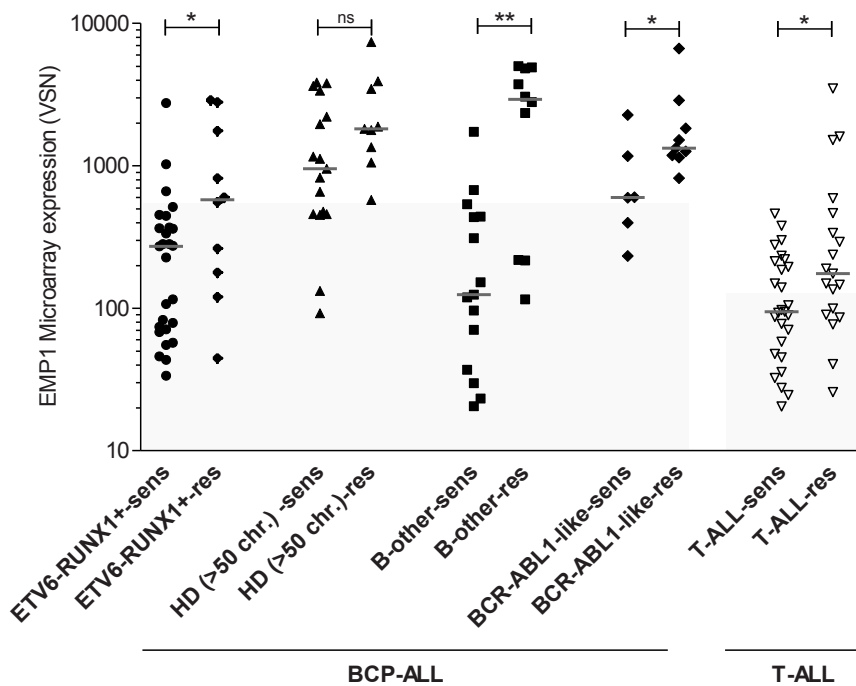 * ns ** * *
10000
1000
100
10
EMP1 Microarray expression (VSN)
ETV6-RUNX1+-sens
ETV6-RUNX1+-res
HD (>50 chr.) -sens
HD (>50 chr.)-res
B-other-sens
B-other-res
BCR-ABL1-like-sens
BCR-ABL1-like-res
T-ALL-sens
T-ALL-res
BCP-ALL
T-ALL